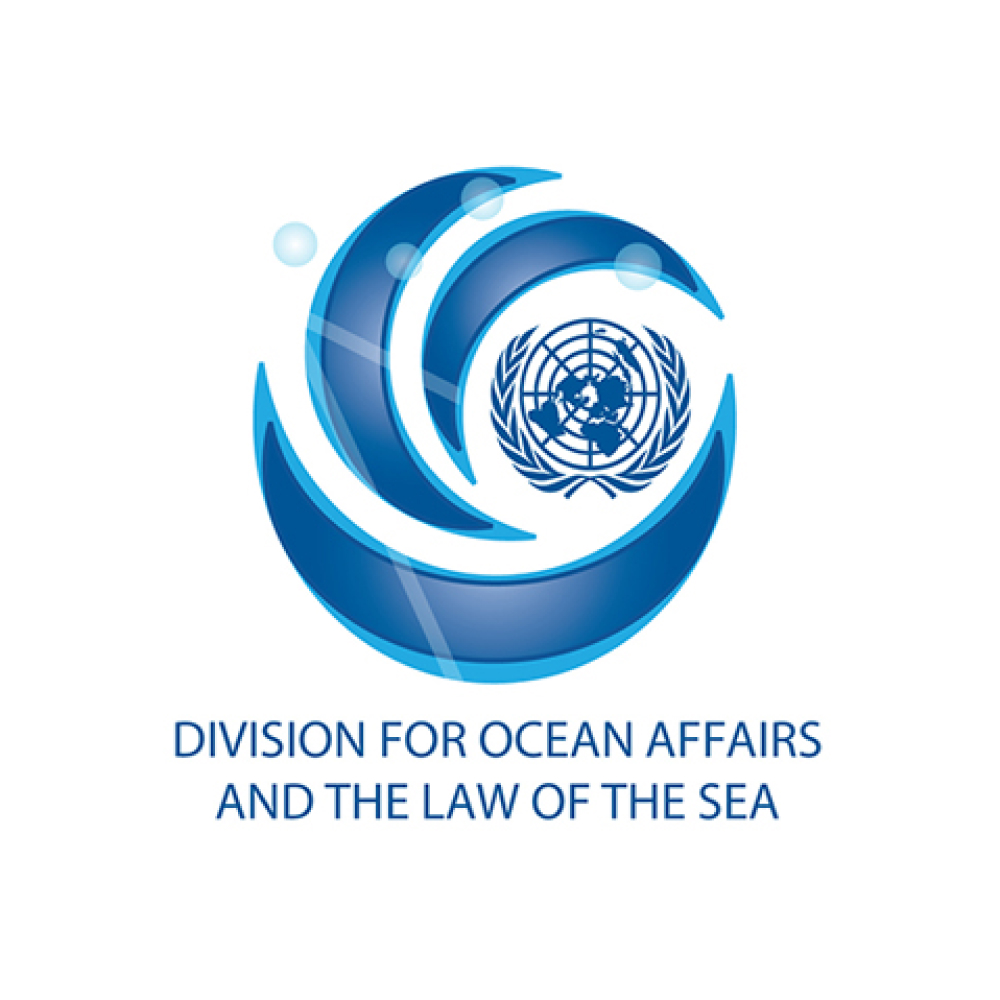 DIVISION FOR OCEAN AFFAIRS
AND THE LAW OF THE SEA